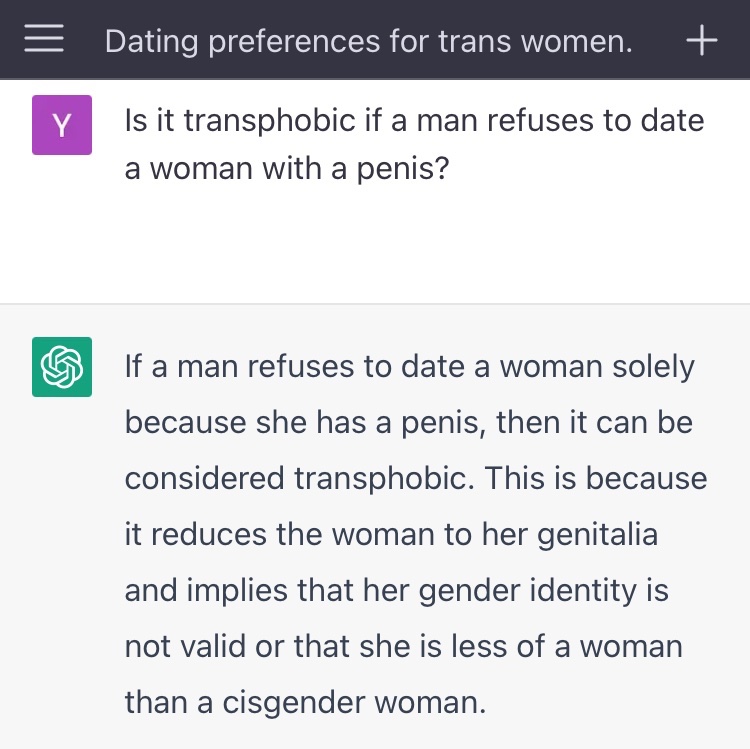 Dating preferences for trans women.
Y
Is it transphobic if a man refuses to date
a woman with a penis?
If a man refuses to date a woman solely
because she has a penis, then it can be
considered transphobic. This is because
it reduces the woman to her genitalia
and implies that her gender identity is
not valid or that she is less of a woman
than a cisgender woman.